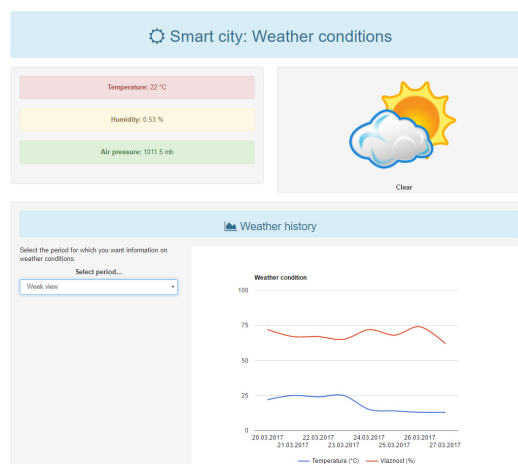 Smart city: Weather conditions
Temperature: 22 °C
Humidity: 0.53 %
Air pressure: 1011.5 mb
Clear
Weather history
Select the period for which you want information on
weather conditions:
Select period...
Week view
Weather condition
100
75
50
25
0
20.03.2017 22.03.2017 24.03.2017 26.03.2017
21.03.2017 23.03.2017 25.03.2017 27.03.2017
Temperatura (°C) Vlaznost (%)